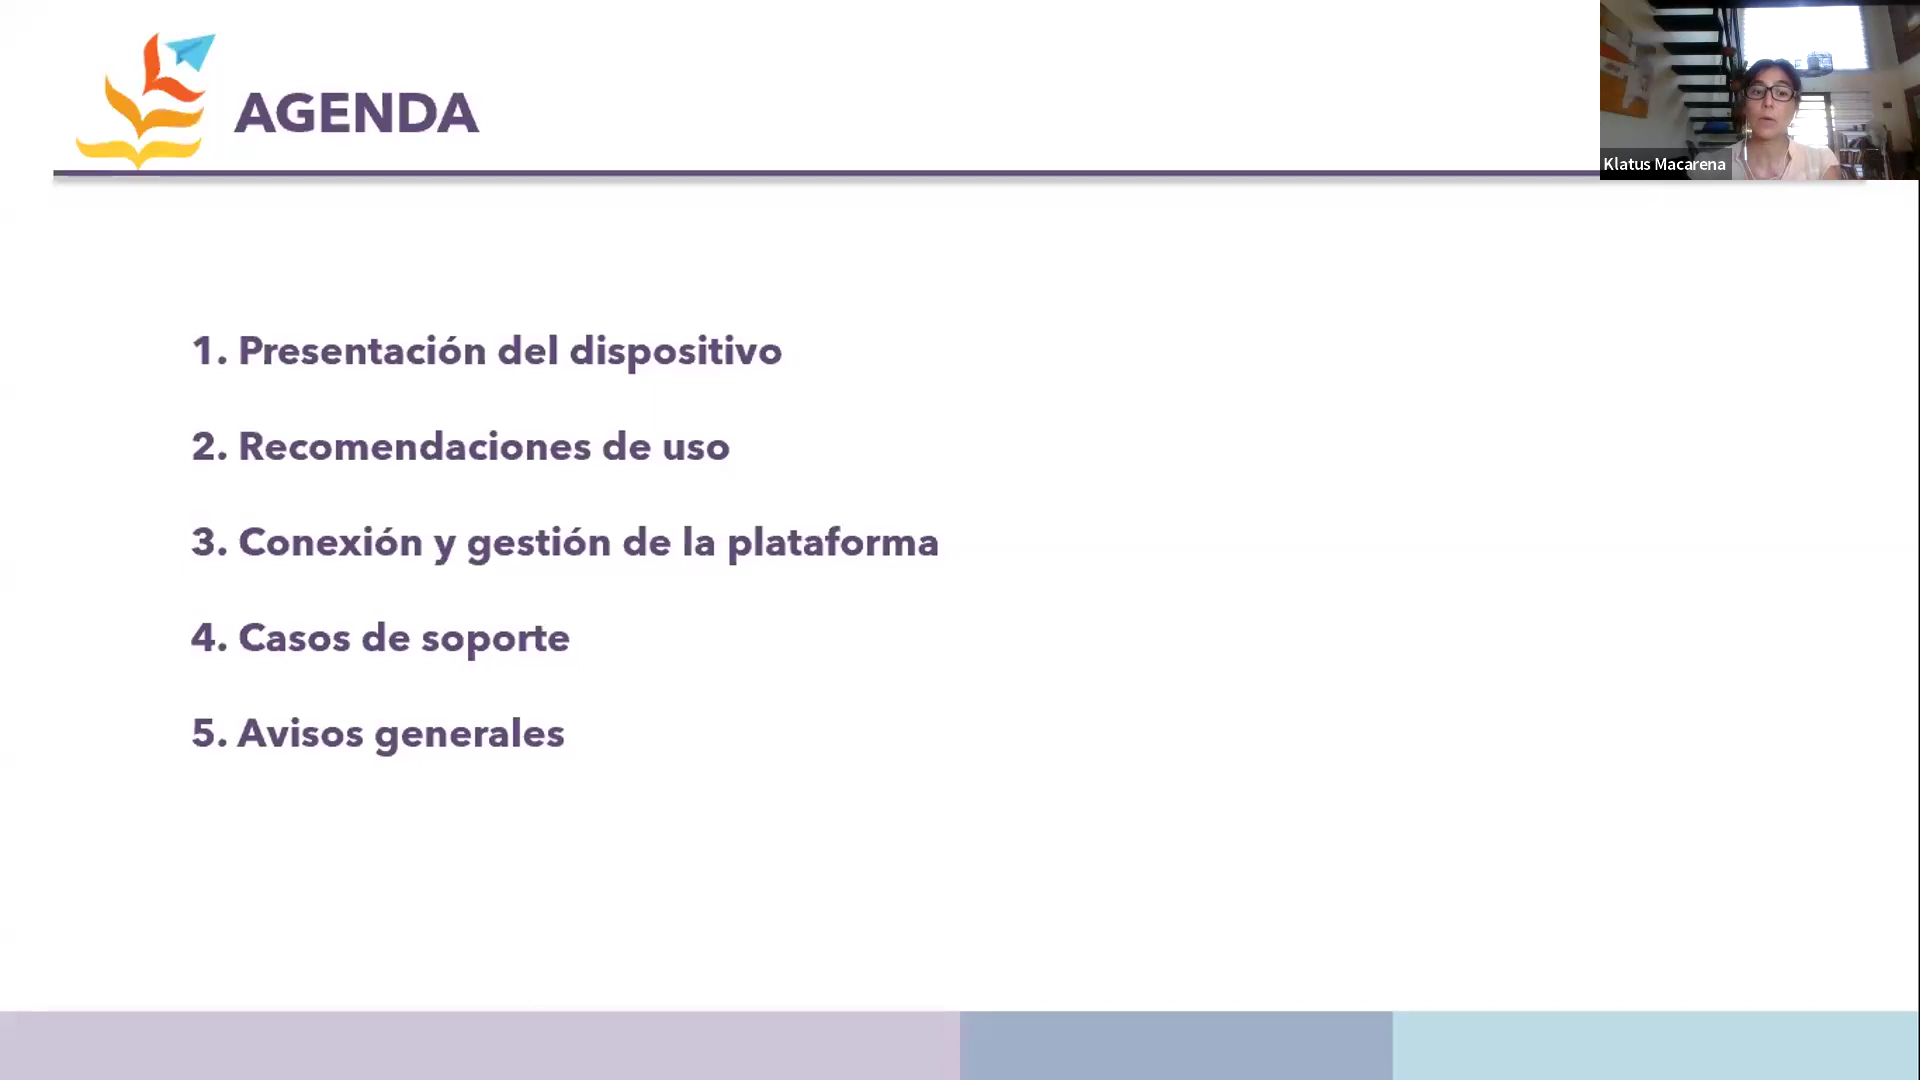 AGENDA
Klatus Macarena
1. Presentación del dispositivo
2. Recomendaciones de uso
3. Conexión y gestión de la plataforma
4. Casos de soporte
5. Avisos generales